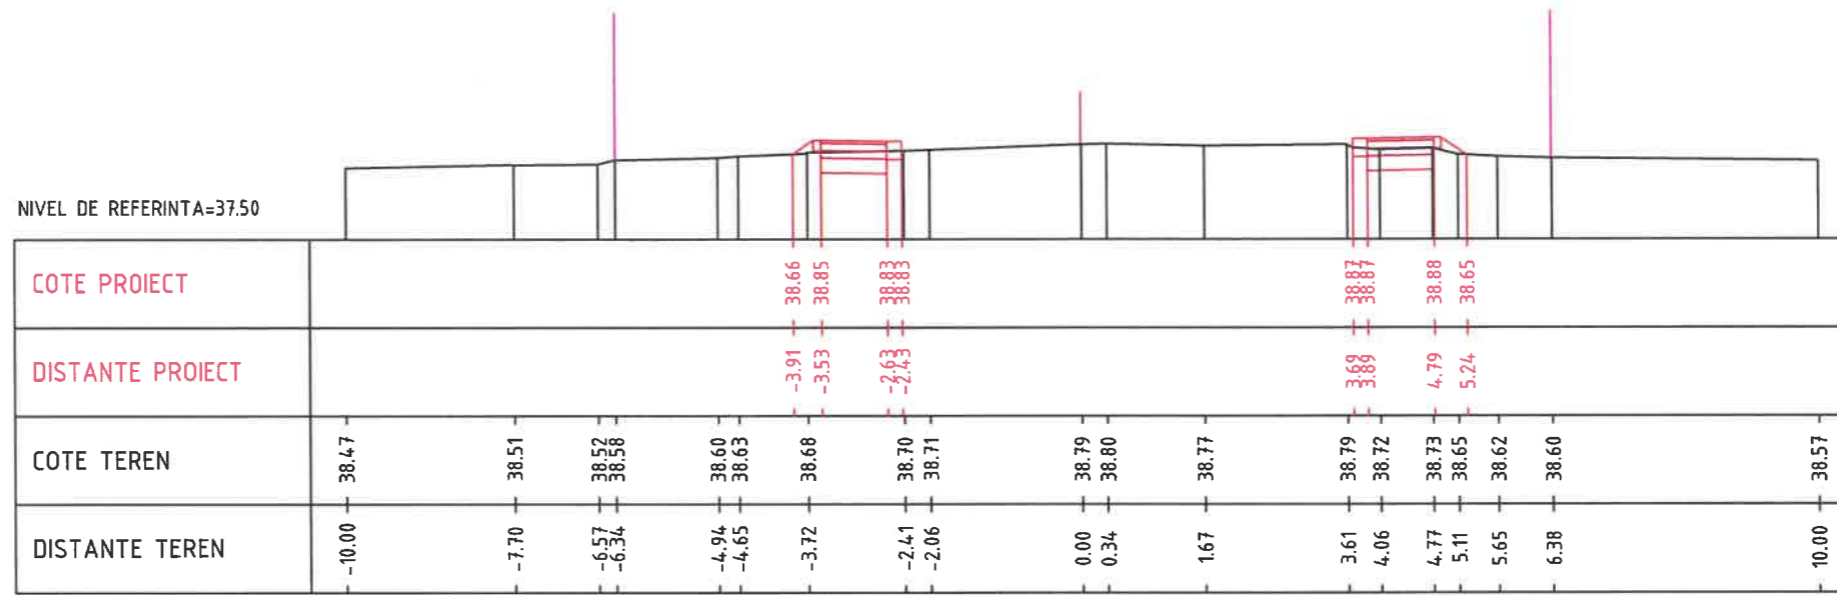 NIVEL DE REFERINTA=37.50
COTE PROIECT 38.66 38.85 38.83 38.83 38.87 38.87 38.88 38.65
DISTANTE PROIECT -3.91 -3.53 -2.63 -2.43 3.69 3.89 4.79 5.24
COTE TEREN 38.47 38.51 38.52 38.58 38.60 38.63 38.68 38.70 38.71 38.79 38.80 38.77 38.79 38.72 38.73 38.65 38.62 38.60 38.57
DISTANTE TEREN -10.00 -7.70 -6.57 -6.34 -4.94 -4.65 -3.72 -2.41 -2.06 0.00 0.34 1.67 3.61 4.06 4.77 5.11 5.65 6.38 10.00